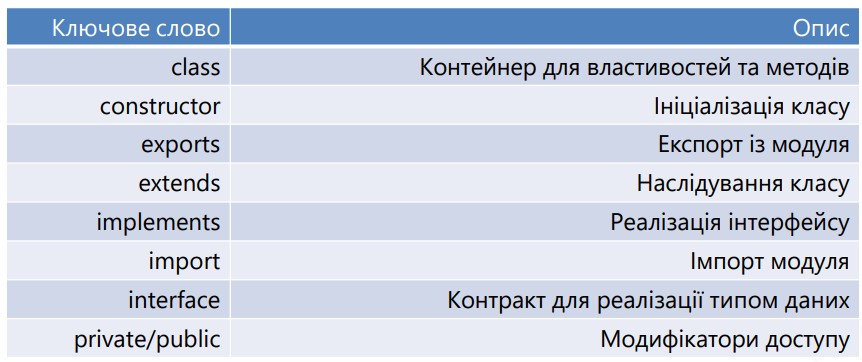 Ключове слово Опис
class Контейнер для властивостей та методів
constructor Ініціалізація класу
exports Експорт із модуля
extends Наслідування класу
implements Реалізація інтерфейсу
import Імпорт модуля
interface Контракт для реалізації типом даних
private/public Модифікатори доступу